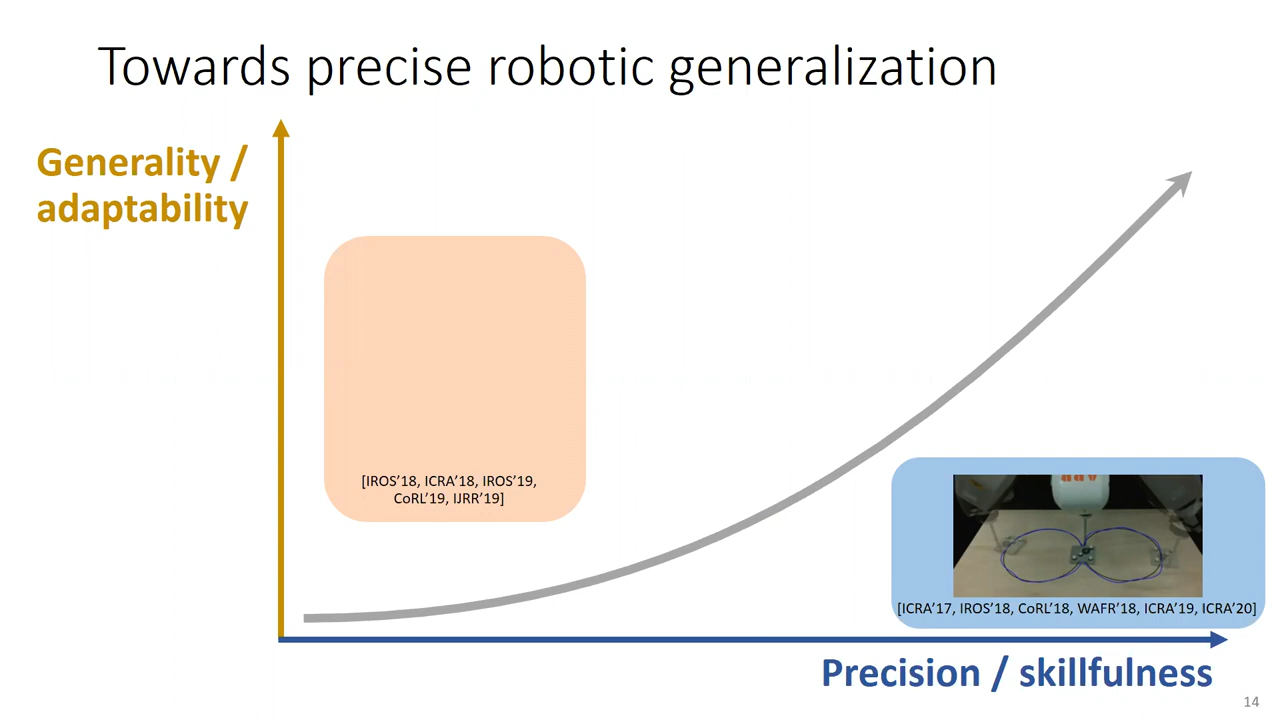 Towards precise robotic generalization
Generality /
adaptability
[IROS’18, ICRA’18, IROS’19,
CoRL’19, IJRR’19]
[ICRA’17, IROS’18, CoRL’18, WAFR’18, ICRA’19, ICRA’20]
Precision / skillfulness
14